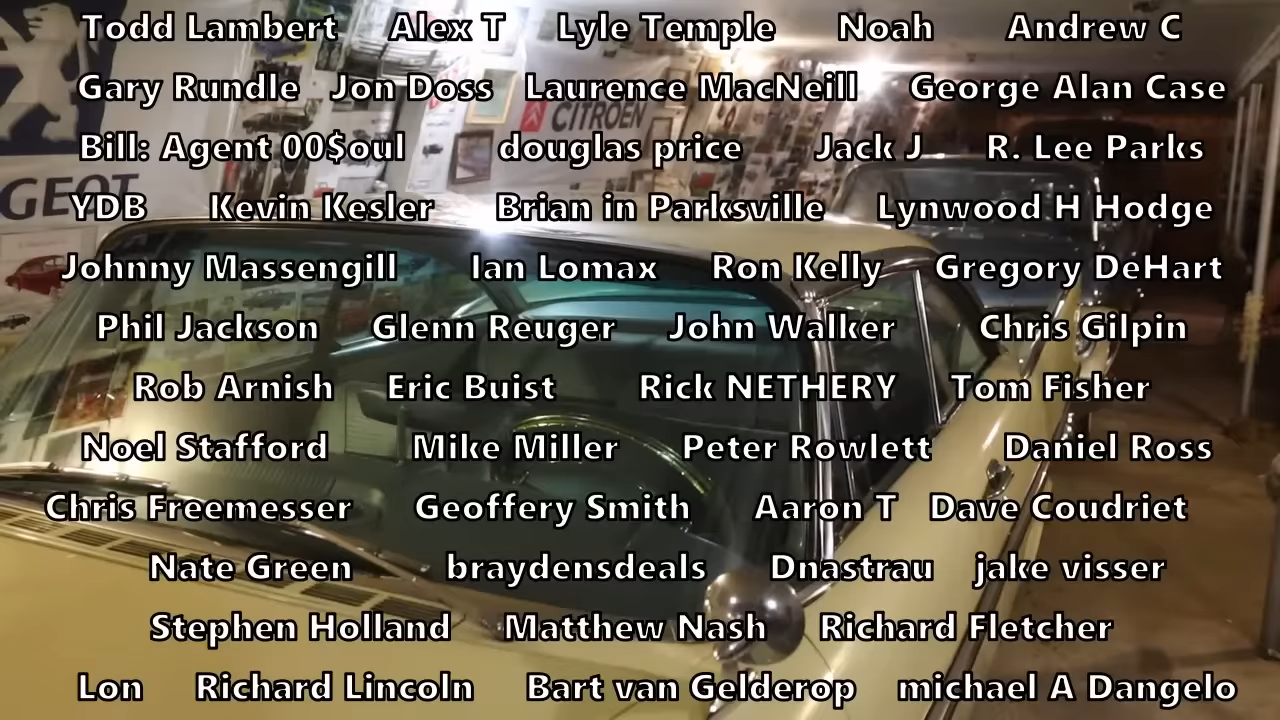 Todd Lambert Alex T Lyle Temple Noah Andrew C
Gary Rundle Jon Doss Laurence MacNeill George Alan Case
CITROËN
Bill: Agent 00$oul douglas price Jack J R. Lee Parks
GEOT
YDB Kevin Kesler Brian in Parksville Lynwood H Hodge
Johnny Massengill Ian Lomax Ron Kelly Gregory DeHart
Phil Jackson Glenn Reuger John Walker Chris Gilpin
Rob Arnish Eric Buist Rick NETHERY Tom Fisher
Noel Stafford Mike Miller Peter Rowlett Daniel Ross
Chris Freemesser Geoffery Smith Aaron T Dave Coudriet
Nate Green braydensdeals Dnastrau jake visser
Stephen Holland Matthew Nash Richard Fletcher
Lon Richard Lincoln Bart van Gelderop michael A Dangelo